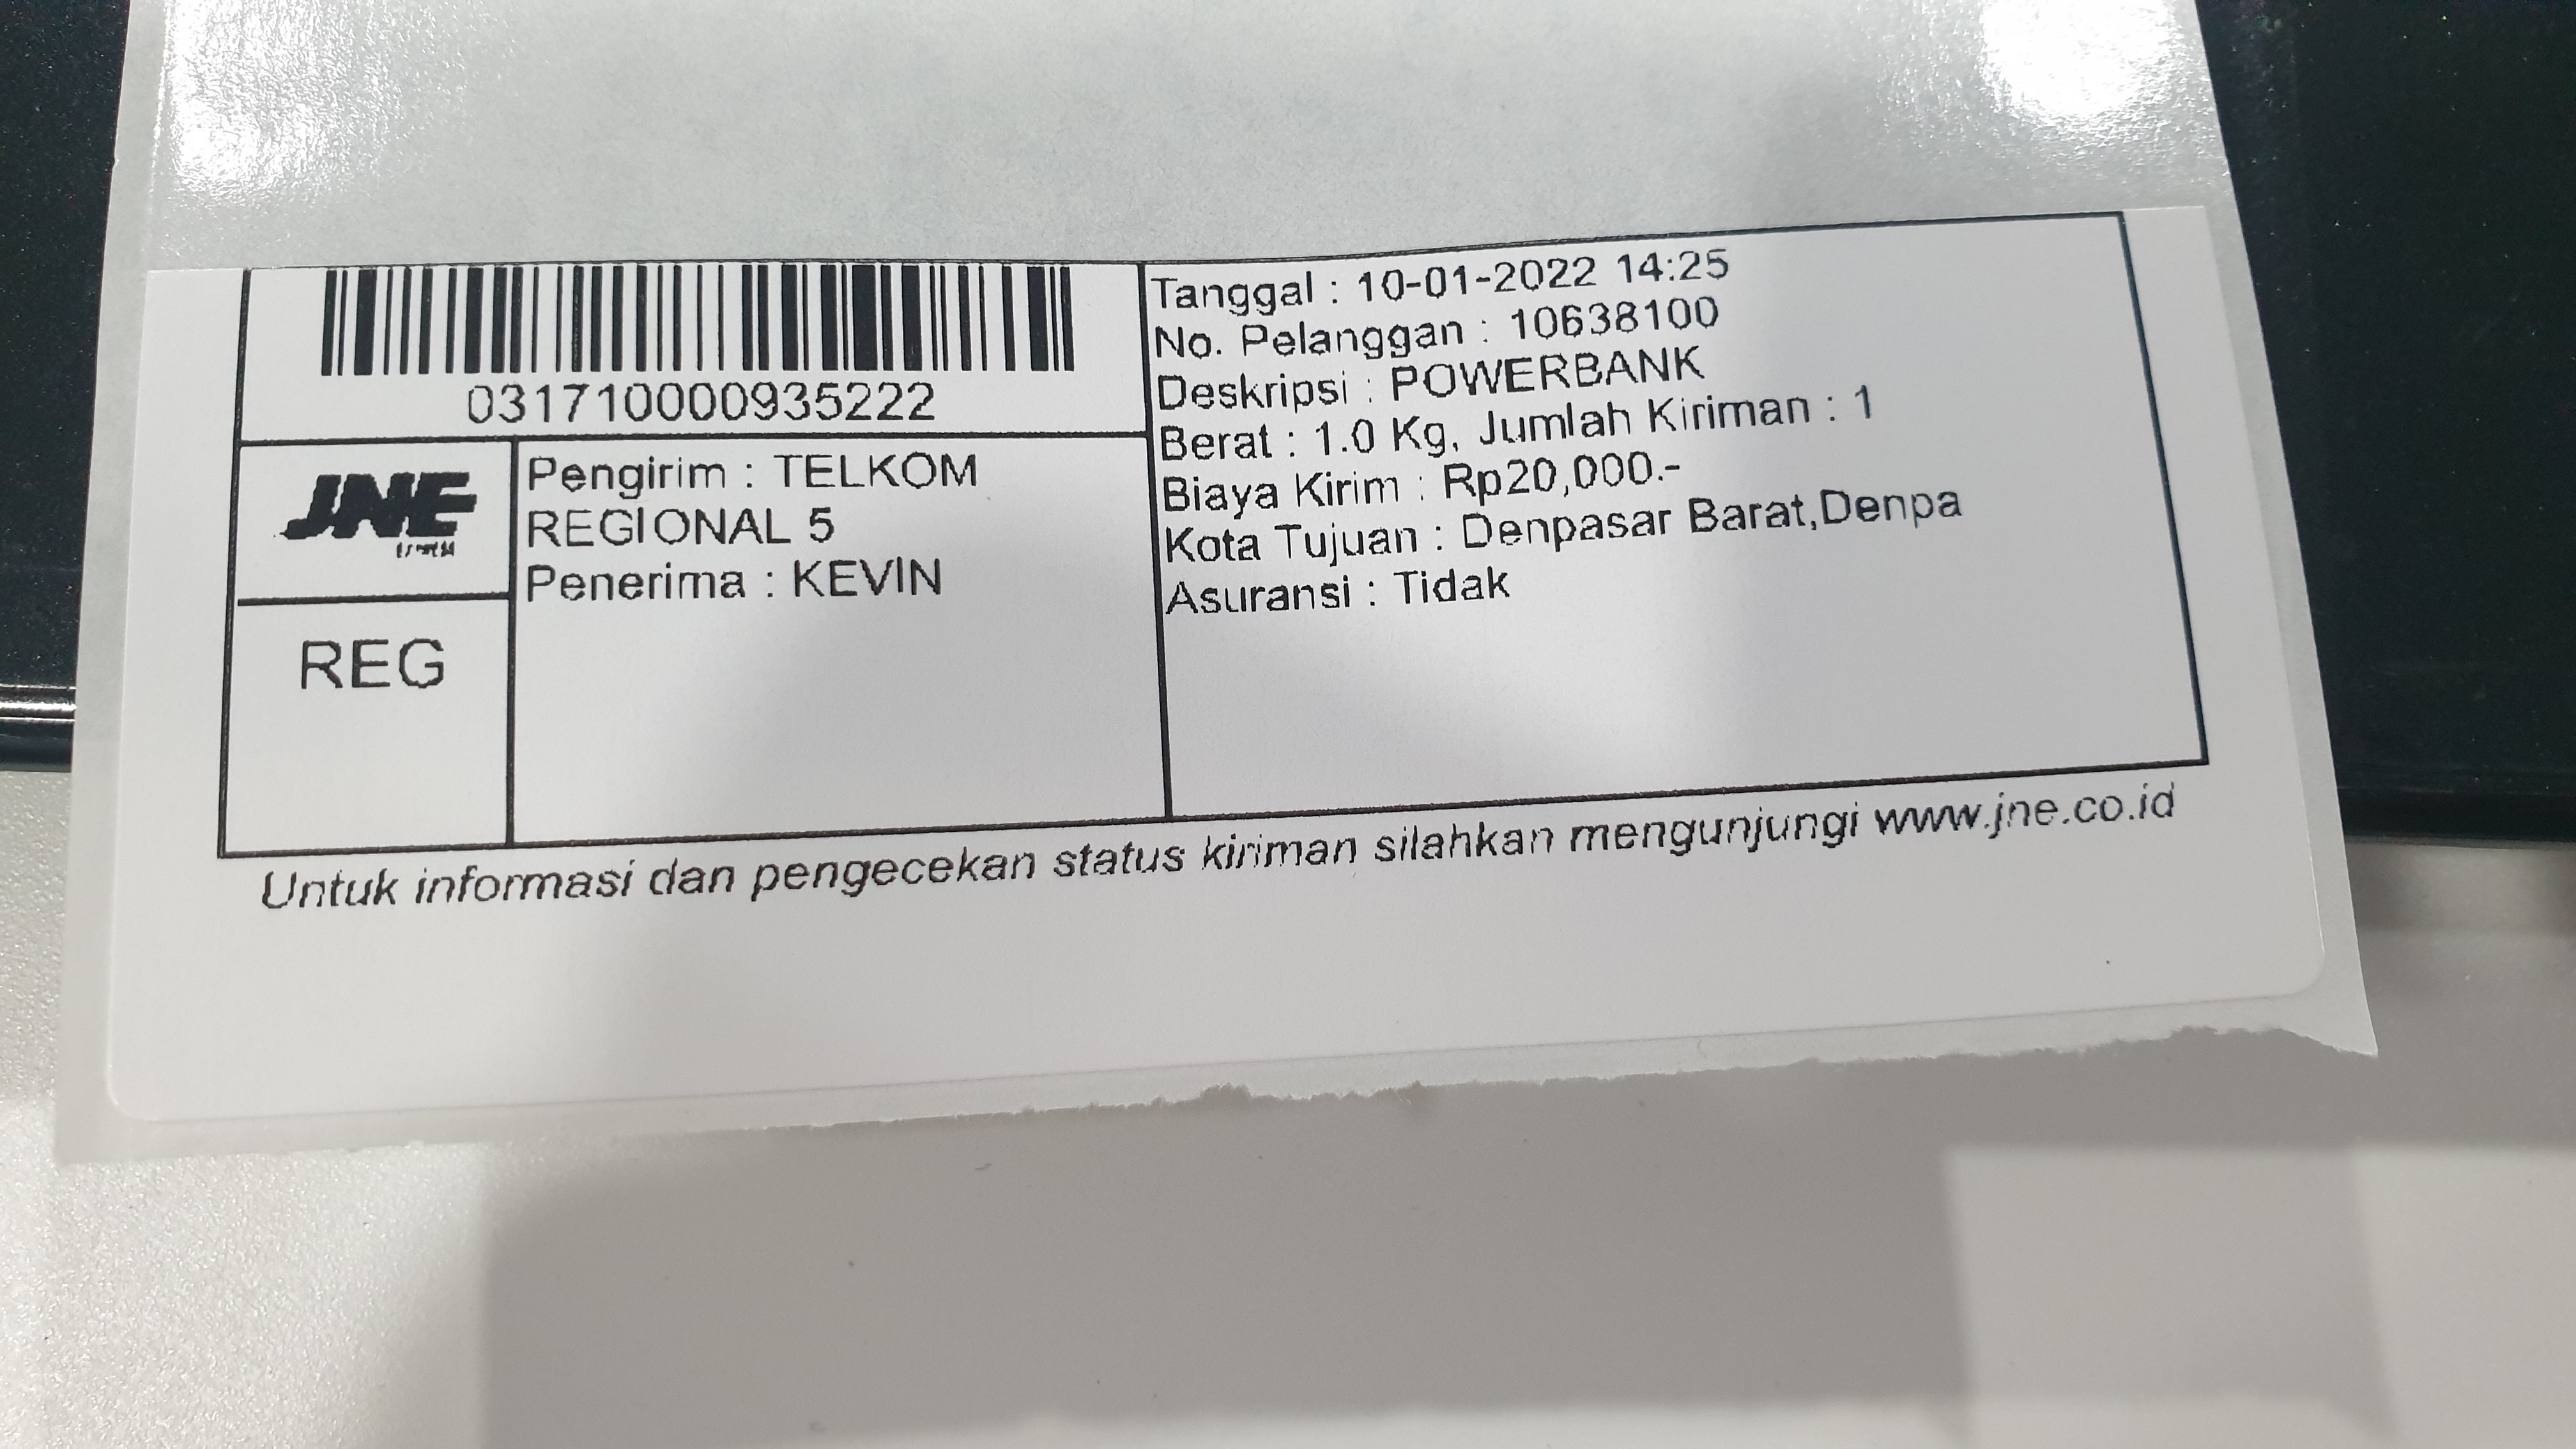 031710000935222
JNE
REG
Pengirim : TELKOM
REGIONAL 5
Penerima : KEVIN
Tanggal : 10-01-2022 14:25
No. Pelanggan : 10638100
Deskripsi : POWERBANK
Berat : 1.0 Kg, Jumlah Kiriman : 1
Biaya Kirim : Rp20,000.-
Kota Tujuan : Denpasar Barat,Denpa
Asuransi : Tidak
Untuk informasi dan pengecekan status kiriman silahkan mengunjungi www.jne.co.id